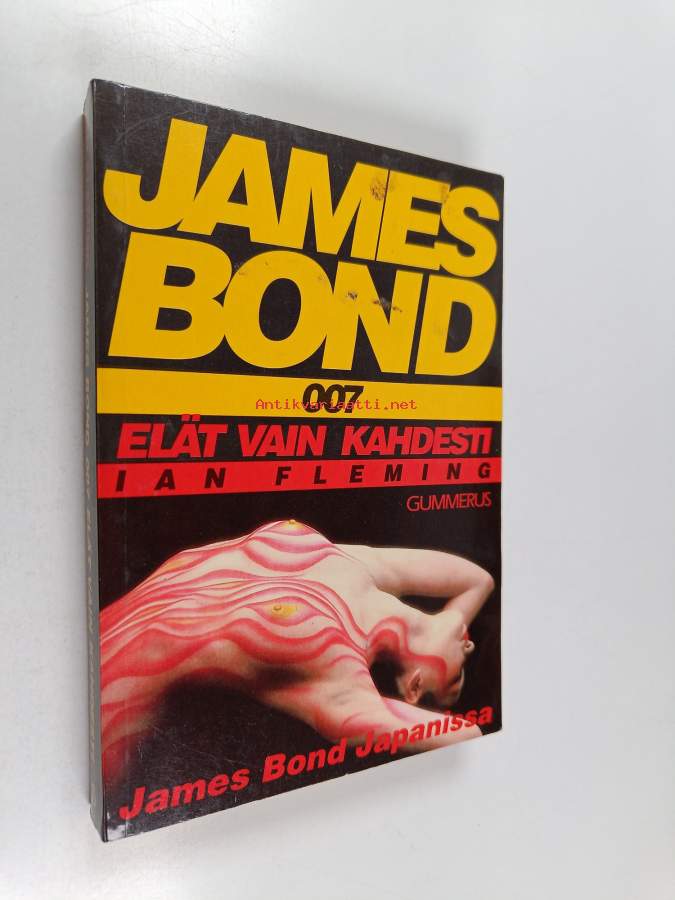 JAMES
BOND
007
Antikvariaatti.net
ELÄT VAIN KAHDESTI
IAN FLEMING
GUMMERUS
James Bond Japanissa